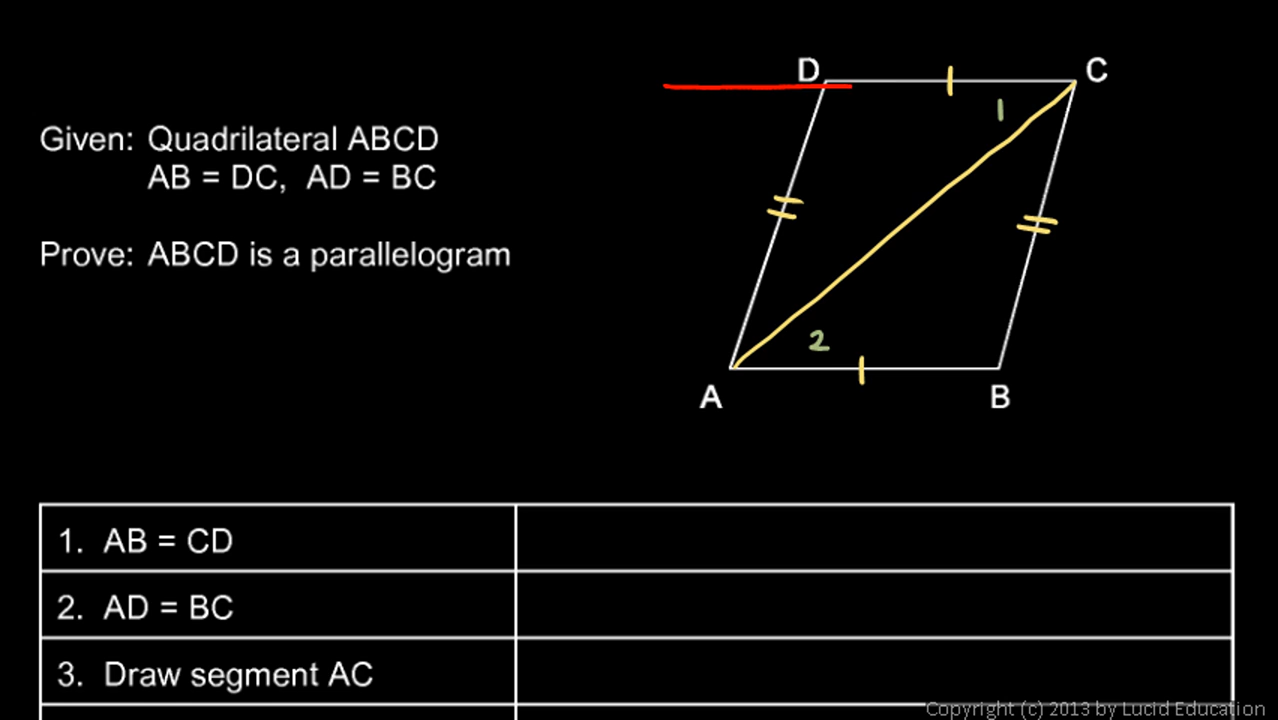 D
C
1
Given: Quadrilateral ABCD
AB = DC, AD = BC
Prove: ABCD is a parallelogram
2
A
B
1. AB = CD
2. AD = BC
3. Draw segment AC
Copyright (c) 2013 by Lucid Education